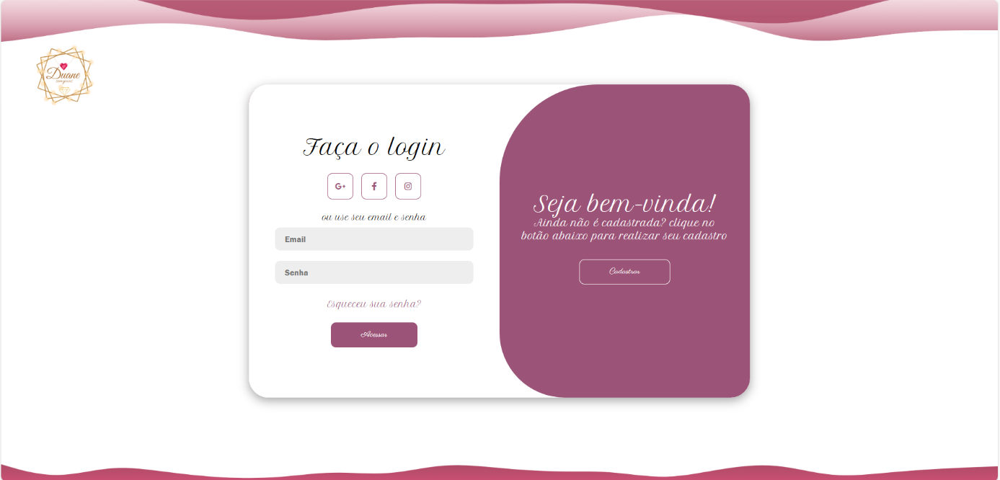 Duane
Faça o login
G+
ou use seu email e senha
Email
Senha
Esqueceu sua senha?
Acessar
Seja bem-vinda!
Ainda não é cadastrada? clique no
botão abaixo para realizar seu cadastro
Cadastrar